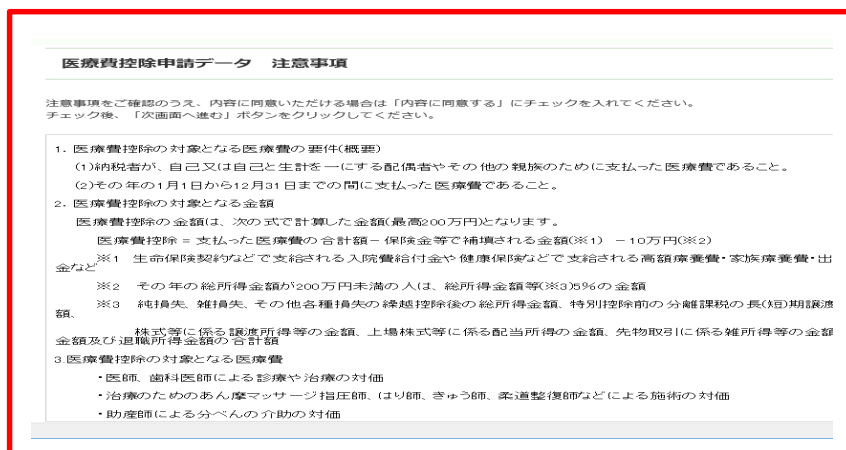 医療費控除申請データ　注意事項
注意事項をご確認のうえ、内容に同意いただける場合は「内容に同意する」にチェックを入れてください。
チェック後、「次画面へ進む」ボタンをクリックしてください。
1. 医療費控除の対象となる医療費の要件(概要)
(1)納税者が、自己又は自己と生計を一にする配偶者やその他の親族のために支払った医療費であること。
(2)その年の1月1日から12月31日までの間に支払った医療費であること。
2. 医療費控除の対象となる金額
医療費控除の金額は、次の式で計算した金額(最高200万円)となります。
医療費控除 = 支払った医療費の合計額－保険金等で補填される金額(※1) －10万円(※2)
※1　生命保険契約などで支給される入院費給付金や健康保険などで支給される高額療養費・家族療養費・出
金など
※2　その年の総所得金額が200万円未満の人は、総所得金額等(※3)5%の金額
※3　純損失、雑損失、その他各種損失の繰越控除後の総所得金額、特別控除前の分離課税の長(短)期譲渡
額、
株式等に係る譲渡所得等の金額、上場株式等に係る配当所得の金額、先物取引に係る雑所得等の金額
金額及び退職所得金額の合計額
3.医療費控除の対象となる医療費
・医師、歯科医師による診療や治療の対価
・治療のためのあん摩マッサージ指圧師、はり師、きゅう師、柔道整復師などによる施術の対価
・助産師による分べんの介助の対価